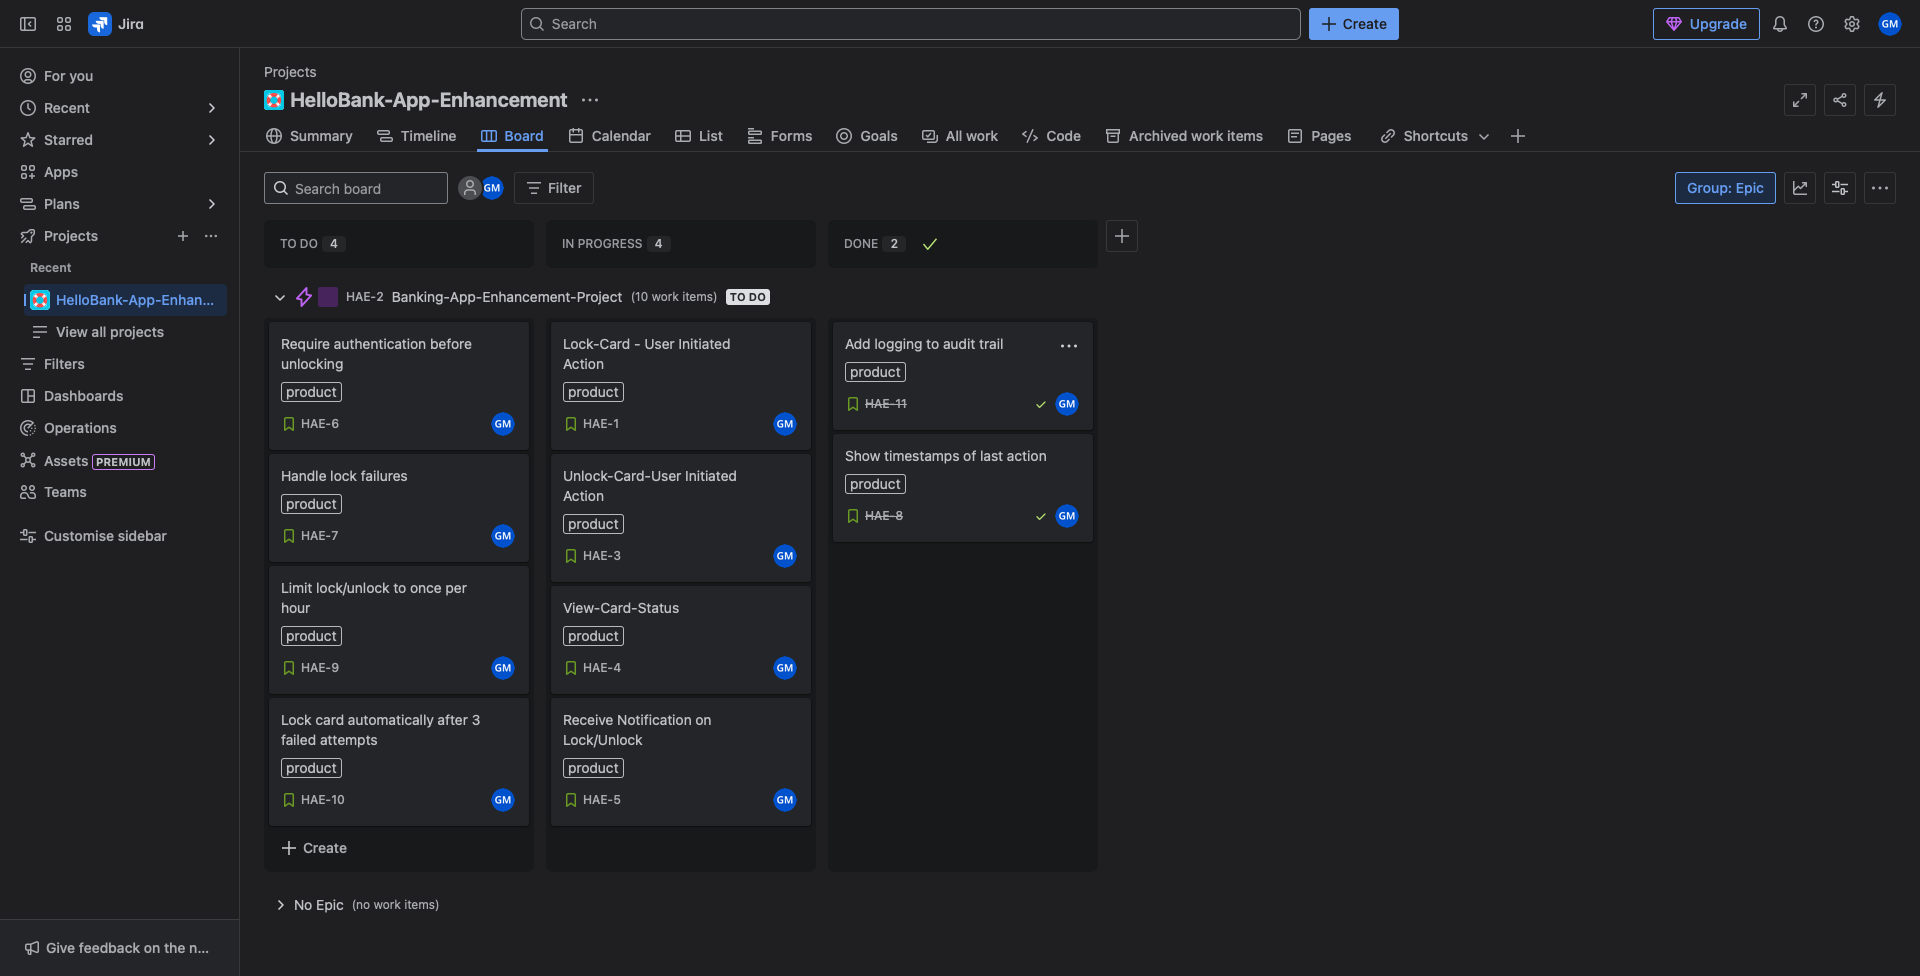 Jira
Search
Create
Upgrade
GM
For you
Recent
Starred
Apps
Plans
Projects
Recent
HelloBank-App-Enhan...
View all projects
Filters
Dashboards
Operations
Assets PREMIUM
Teams
Customise sidebar
Give feedback on the n...
Projects
HelloBank-App-Enhancement
Summary Timeline Board Calendar List Forms Goals All work Code Archived work items Pages Shortcuts
Search board GM Filter Group: Epic
TO DO 4 IN PROGRESS 4 DONE 2
HAE-2 Banking-App-Enhancement-Project (10 work items) TO DO
Require authentication before
unlocking
product
HAE-6 GM
Handle lock failures
product
HAE-7 GM
Limit lock/unlock to once per
hour
product
HAE-9 GM
Lock card automatically after 3
failed attempts
product
HAE-10 GM
Create
Lock-Card - User Initiated
Action
product
HAE-1 GM
Unlock-Card-User Initiated
Action
product
HAE-3 GM
View-Card-Status
product
HAE-4 GM
Receive Notification on
Lock/Unlock
product
HAE-5 GM
Add logging to audit trail
product
HAE-11 GM
Show timestamps of last action
product
HAE-8 GM
No Epic (no work items)